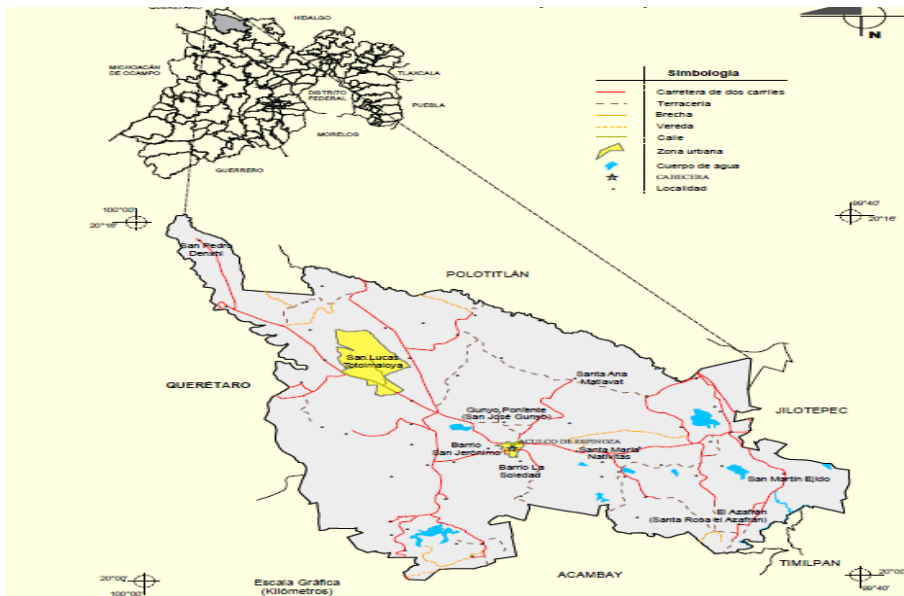 HIDALGO
N
MICHOACÁN
DE OCAMPO
TLAXCALA
DISTRITO
FEDERAL
PUEBLA
MORELOS
GUERRERO
Simbología
Carretera de dos carriles
Terracería
Brecha
Vereda
Calle
Zona urbana
Cuerpo de agua
CABECERA
Localidad
100°00'
20°16'
99°40'
20°16'
San Pedro
Denxhi
POLOTITLÁN
San Lucas
Totolmaloya
QUERÉTARO
Santa Ana
Matlavat
JILOTEPEC
Gunyo Poniente
(San José Gunyo)
ACULCO DE ESPINOZA
Barrio
San Jerónimo
Santa María
Nativitas
Barrio La
Soledad
San Martín Ejido
El Azafrán
(Santa Rosa el Azafrán)
TIMILPAN
ACAMBAY
Escala Gráfica
(Kilómetros)
20°00'
100°00'
20°00'
99°40'